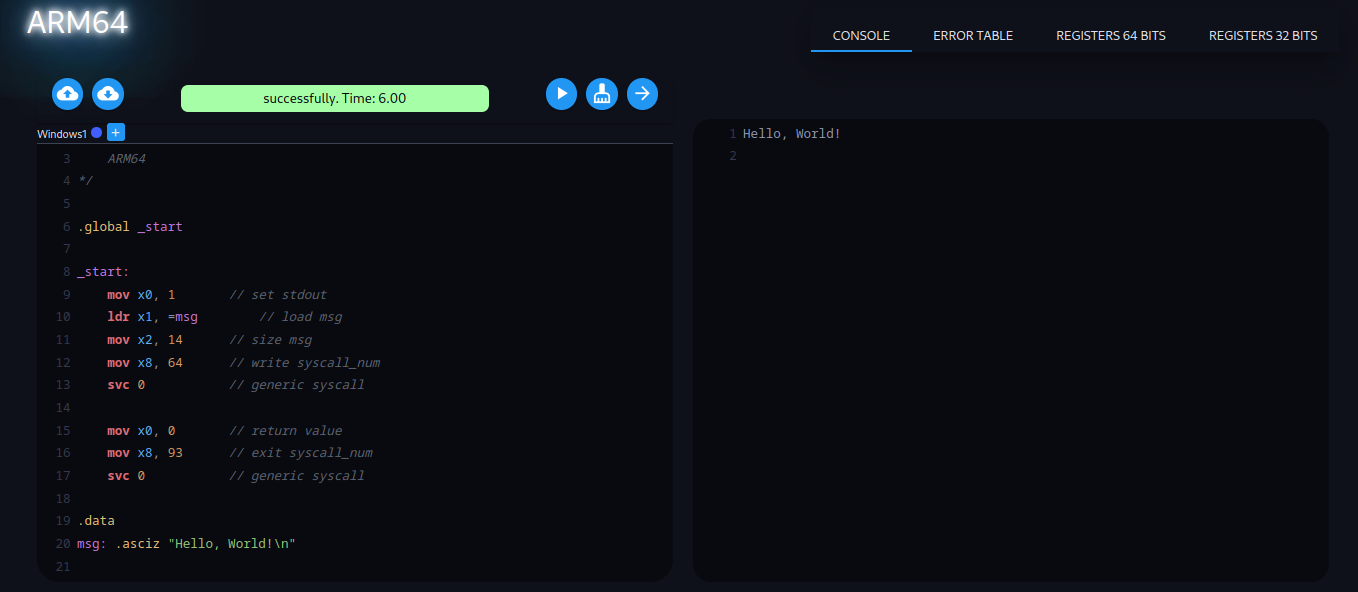 ARM64
CONSOLE ERROR TABLE REGISTERS 64 BITS REGISTERS 32 BITS
successfully. Time: 6.00
Windows1 +
3     ARM64
4 */
5
6 .global _start
7
8 _start:
9     mov x0, 1       // set stdout
10     ldr x1, =msg        // load msg
11     mov x2, 14      // size msg
12     mov x8, 64      // write syscall_num
13     svc 0           // generic syscall
14
15     mov x0, 0       // return value
16     mov x8, 93      // exit syscall_num
17     svc 0           // generic syscall
18
19 .data
20 msg: .asciz "Hello, World!\n"
21
1 Hello, World!
2